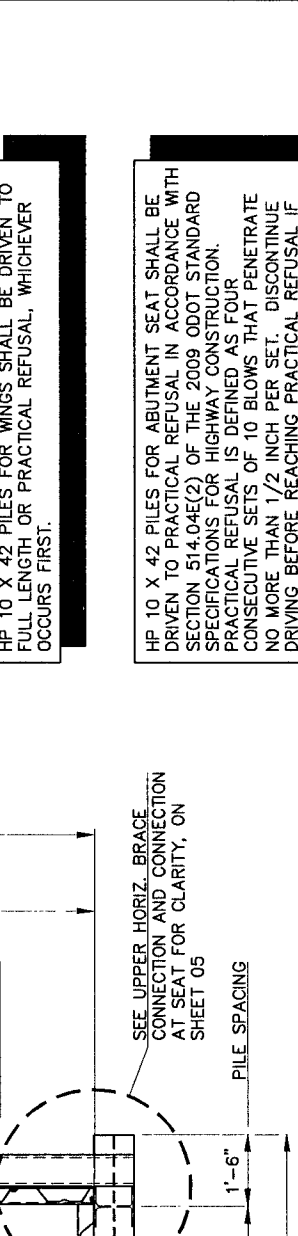 HP 10 X 42 PILES FOR WINGS SHALL BE DRIVEN TO
FULL LENGTH OR PRACTICAL REFUSAL, WHICHEVER
OCCURS FIRST.
HP 10 X 42 PILES FOR ABUTMENT SEAT SHALL BE
DRIVEN TO PRACTICAL REFUSAL IN ACCORDANCE WITH
SECTION 514.04E(2) OF THE 2009 ODOT STANDARD
SPECIFICATIONS FOR HIGHWAY CONSTRUCTION.
PRACTICAL REFUSAL IS DEFINED AS FOUR
CONSECUTIVE SETS OF 10 BLOWS THAT PENETRATE
NO MORE THAN 1/2 INCH PER SET. DISCONTINUE
DRIVING BEFORE REACHING PRACTICAL REFUSAL IF
SEE UPPER HORIZ. BRACE
CONNECTION AND CONNECTION
AT SEAT FOR CLARITY, ON
SHEET 05
PILE SPACING
1'-6"